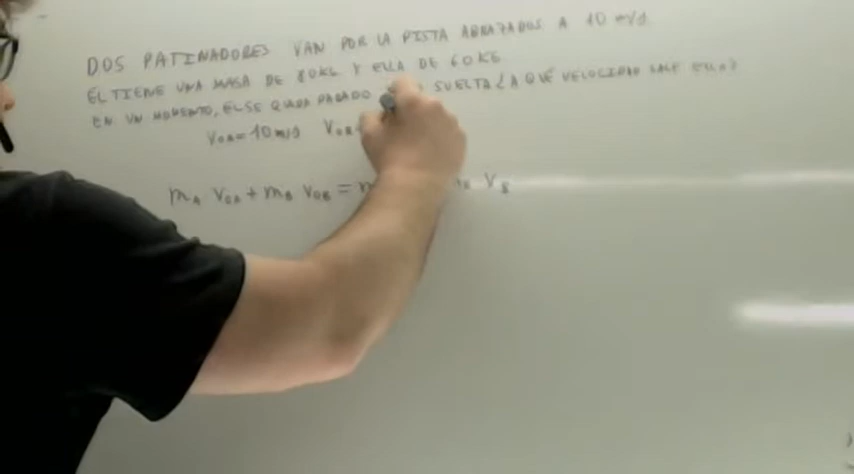 DOS PATINADORES VAN POR LA PISTA ABRAZADOS A 10 m/s
EL TIENE UNA MASA DE 80KG Y ELLA DE 60KG
EN UN MOMENTO, EL SE QUEDA PARADO SUELTA ¿A QUÉ VELOCIDAD SALE ELLA?
V₀A = 10 m/s V₀B
mA V₀A + mB V₀B = VB